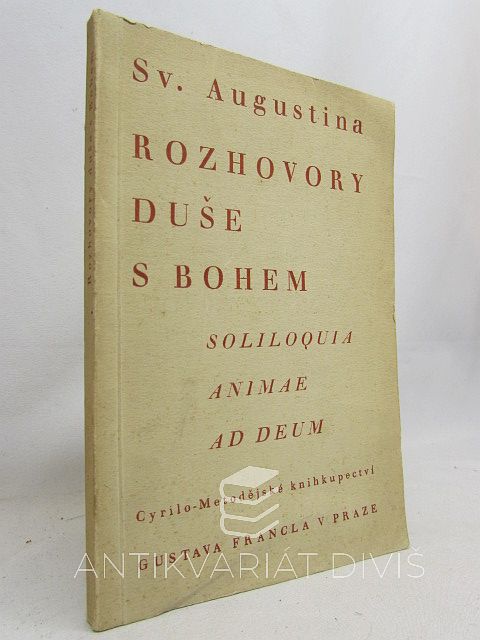 Sv. Augustina
ROZHOVORY
DUŠE
S BOHEM
SOLILOQUIA
ANIMAE
AD DEUM
Cyrilo-Metodějské knihkupectví
GUSTAVA FRANCLA V PRAZE
ANTIKVARIÁT DIVIŠ